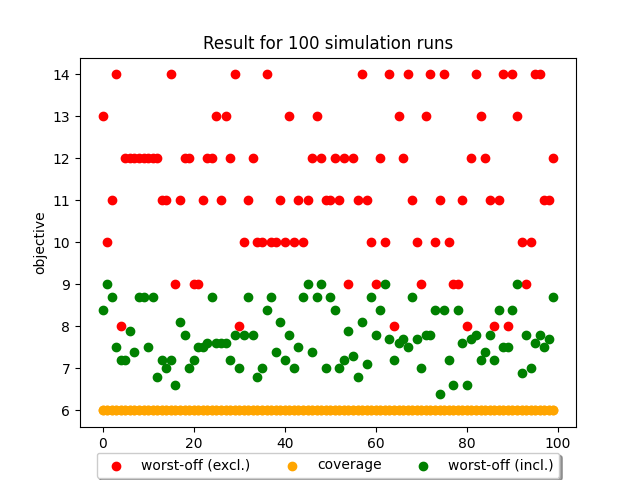 Result for 100 simulation runs
14
13
12
11
10
9
8
7
6
objective
0 20 40 60 80 100
worst-off (excl.) coverage worst-off (incl.)